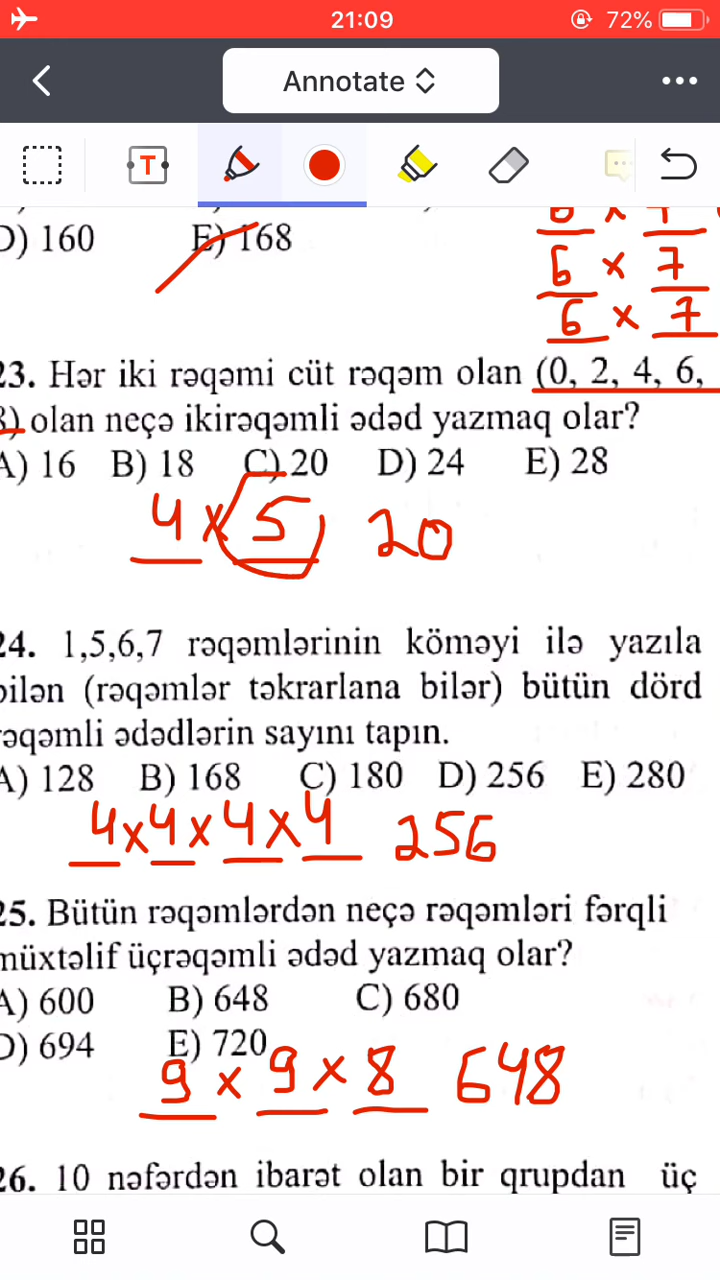 21:09 72%
Annotate
T
D) 160 E) 168
6 × 7
6 × 7
23. Hər iki rəqəmi cüt rəqəm olan (0, 2, 4, 6,
8) olan neçə ikirəqəmli ədəd yazmaq olar?
A) 16 B) 18 C) 20 D) 24 E) 28
4 × 5 20
24. 1,5,6,7 rəqəmlərinin köməyi ilə yazıla
bilən (rəqəmlər təkrarlana bilər) bütün dörd
rəqəmli ədədlərin sayını tapın.
A) 128 B) 168 C) 180 D) 256 E) 280
4 × 4 × 4 × 4 256
25. Bütün rəqəmlərdən neçə rəqəmləri fərqli
müxtəlif üçrəqəmli ədəd yazmaq olar?
A) 600 B) 648 C) 680
D) 694 E) 720
9 × 9 × 8 648
26. 10 nəfərdən ibarət olan bir qrupdan üç